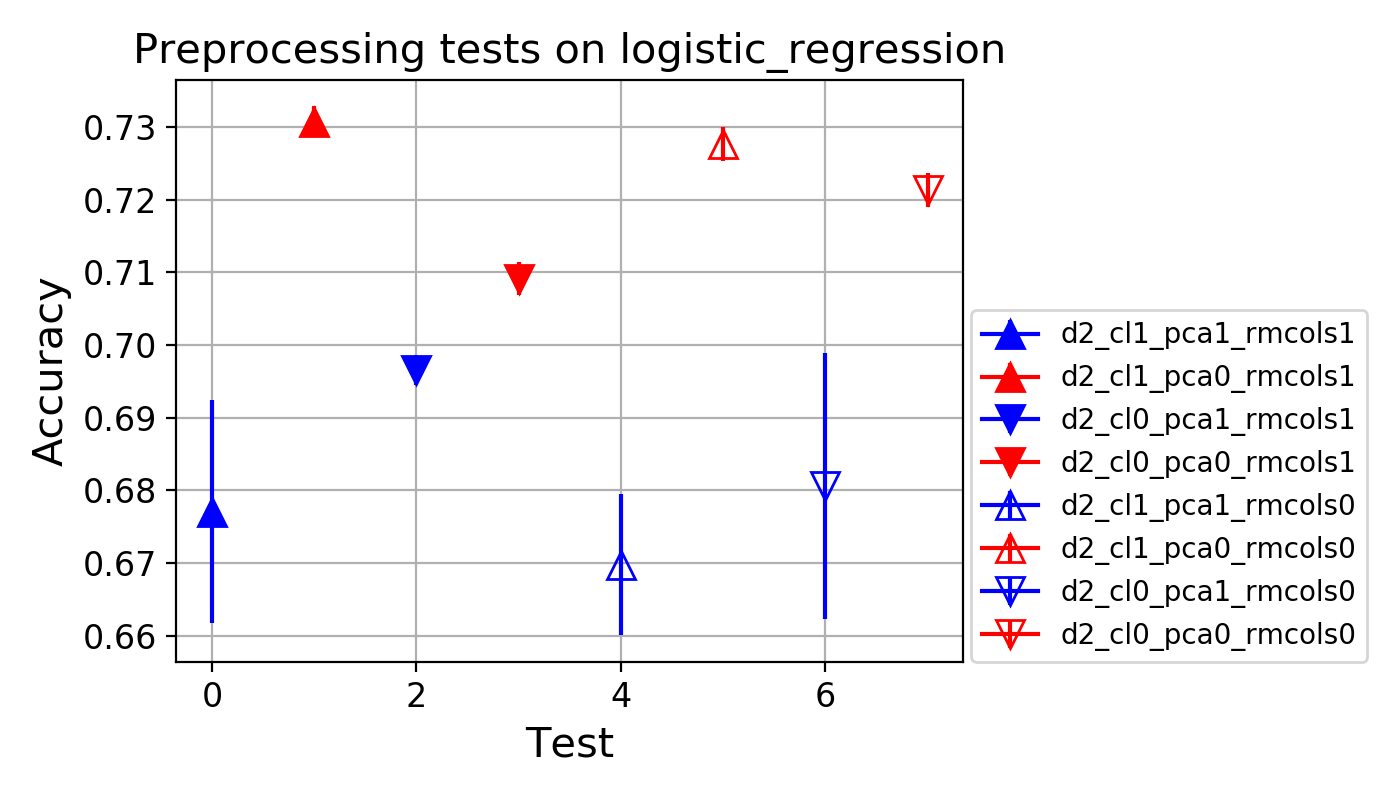 Preprocessing tests on logistic_regression
Accuracy
0.73
0.72
0.71
0.70
0.69
0.68
0.67
0.66
0 2 4 6
Test
d2_cl1_pca1_rmcols1
d2_cl1_pca0_rmcols1
d2_cl0_pca1_rmcols1
d2_cl0_pca0_rmcols1
d2_cl1_pca1_rmcols0
d2_cl1_pca0_rmcols0
d2_cl0_pca1_rmcols0
d2_cl0_pca0_rmcols0